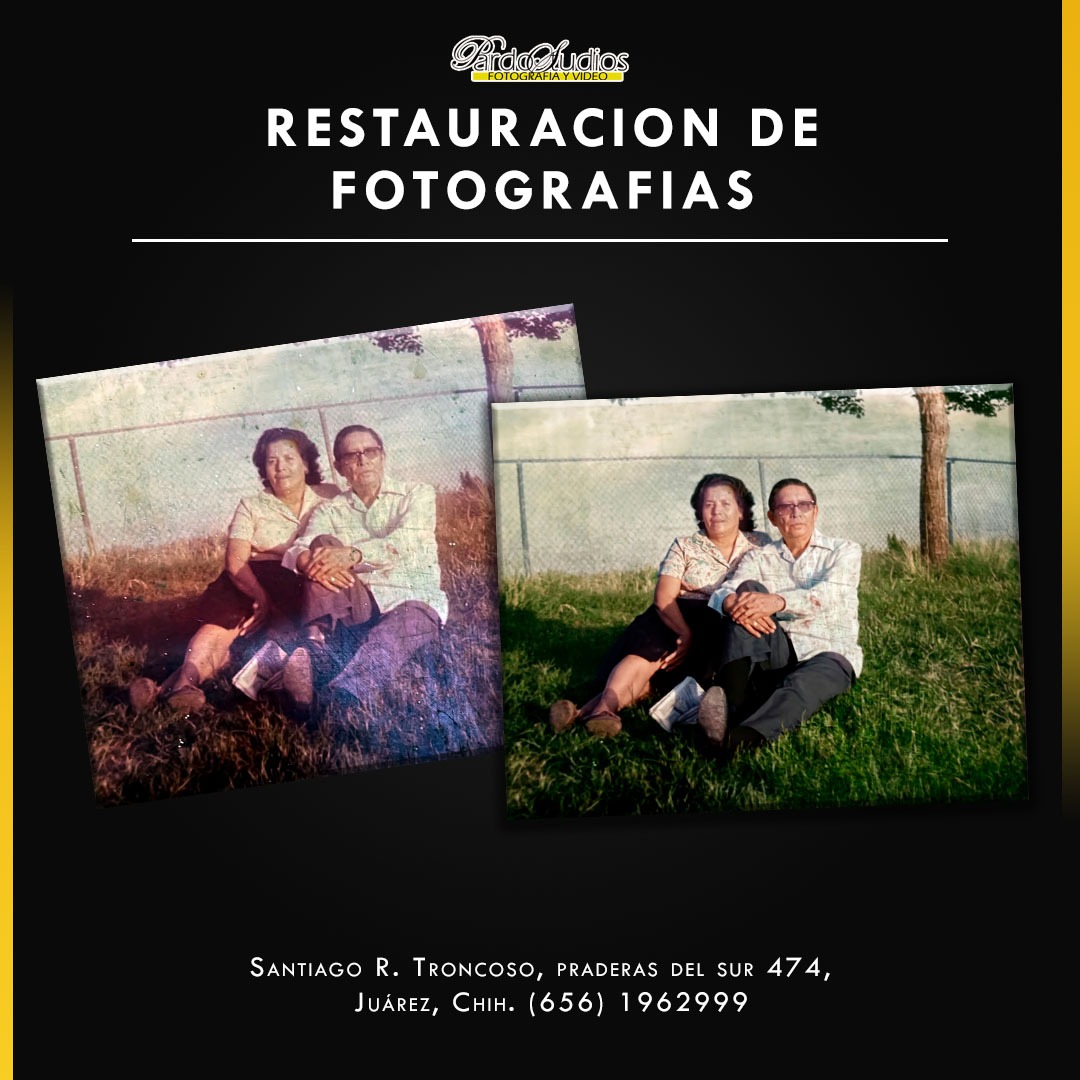 PardoStudios
FOTOGRAFIA Y VIDEO
RESTAURACION DE
FOTOGRAFIAS
Santiago R. Troncoso, praderas del sur 474,
Juárez, Chih. (656) 1962999